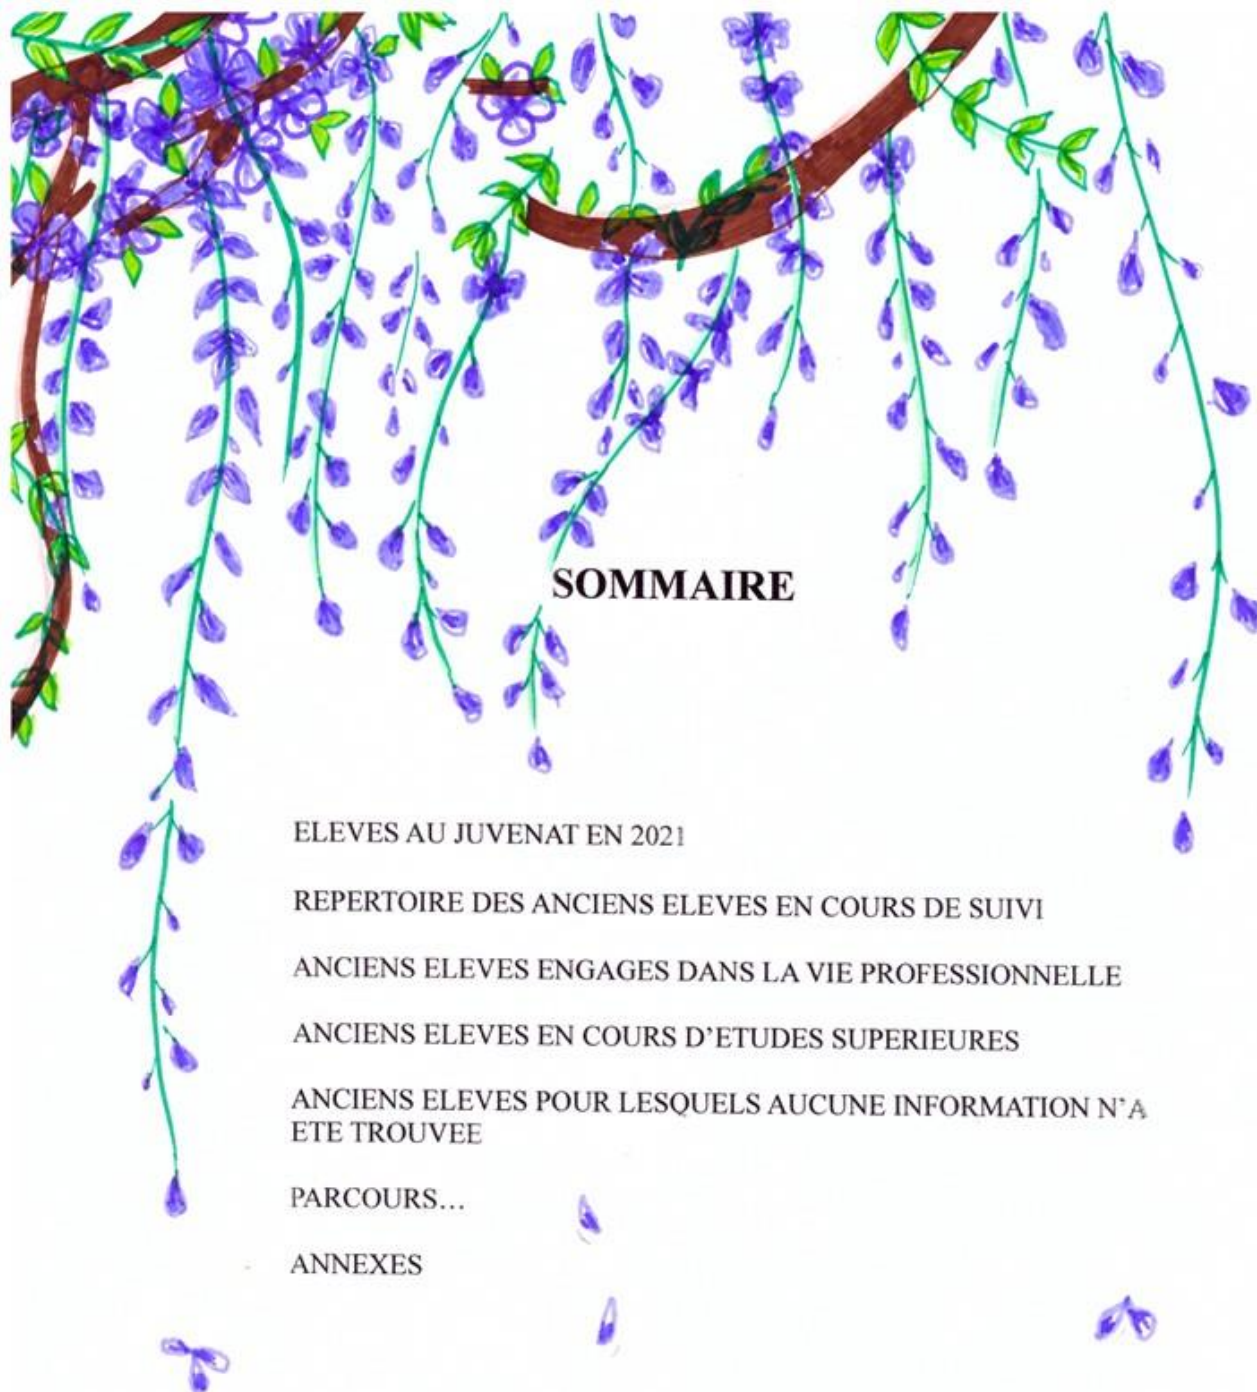 SOMMAIRE
ELEVES AU JUVENAT EN 2021
REPERTOIRE DES ANCIENS ELEVES EN COURS DE SUIVI
ANCIENS ELEVES ENGAGES DANS LA VIE PROFESSIONNELLE
ANCIENS ELEVES EN COURS D'ETUDES SUPERIEURES
ANCIENS ELEVES POUR LESQUELS AUCUNE INFORMATION N'A
ETE TROUVEE
PARCOURS...
ANNEXES